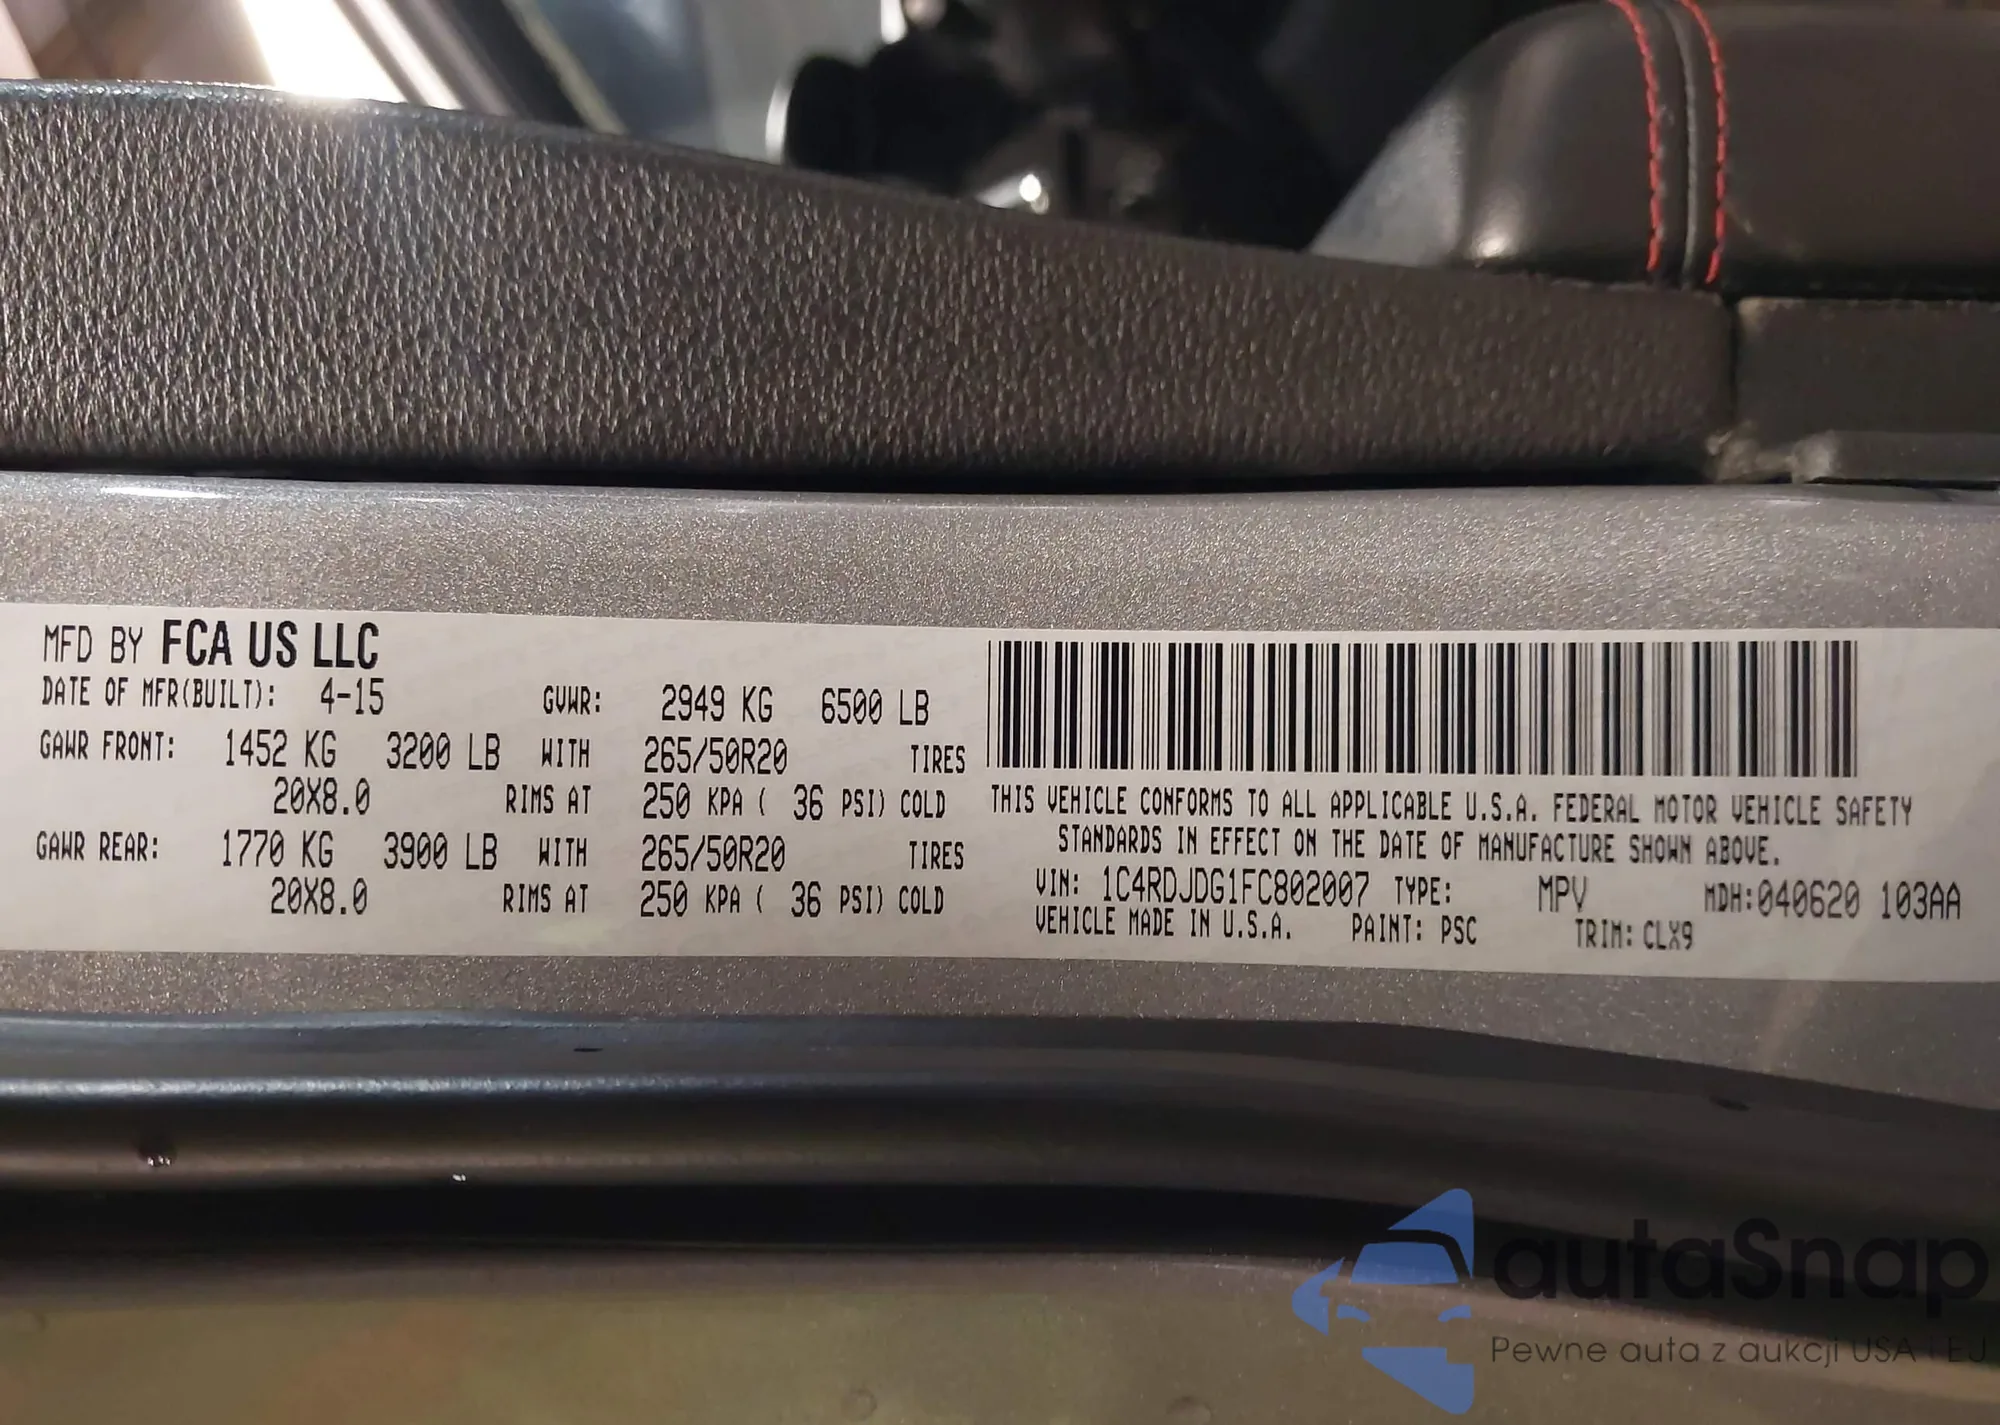 MFD BY FCA US LLC
DATE OF MFR(BUILT): 4-15 GVWR: 2949 KG 6500 LB
GAWR FRONT: 1452 KG 3200 LB WITH 265/50R20 TIRES
20X8.0 RIMS AT 250 KPA ( 36 PSI) COLD
GAWR REAR: 1770 KG 3900 LB WITH 265/50R20 TIRES
20X8.0 RIMS AT 250 KPA ( 36 PSI) COLD
THIS VEHICLE CONFORMS TO ALL APPLICABLE U.S.A. FEDERAL MOTOR VEHICLE SAFETY
STANDARDS IN EFFECT ON THE DATE OF MANUFACTURE SHOWN ABOVE.
VIN: 1C4RDJDG1FC802007 TYPE: MPV MDH:040620 103AA
VEHICLE MADE IN U.S.A. PAINT: PSC TRIM: CLX9
autaSnap
Pewne auta z aukcji USA i EU